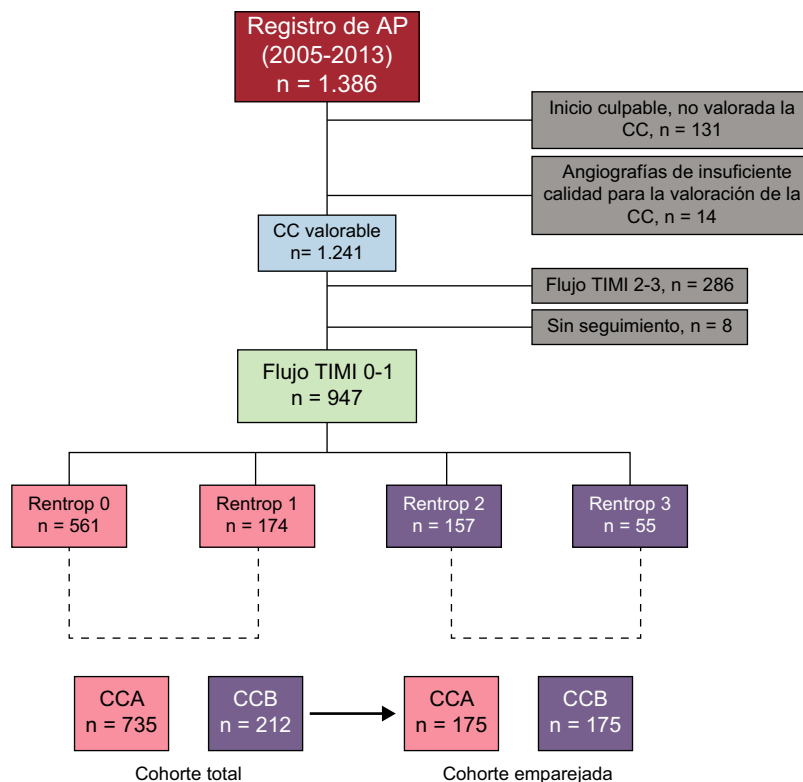 Registro de AP
(2005-2013)
n = 1.386
Inicio culpable, no valorada la
CC, n = 131
Angiografías de insuficiente
calidad para la valoración de la
CC, n = 14
CC valorable
n= 1.241
Flujo TIMI 2-3, n = 286
Sin seguimiento, n = 8
Flujo TIMI 0-1
n = 947
Rentrop 0
n = 561
Rentrop 1
n = 174
Rentrop 2
n = 157
Rentrop 3
n = 55
CCA
n = 735
CCB
n = 212
CCA
n = 175
CCB
n = 175
Cohorte total
Cohorte emparejada